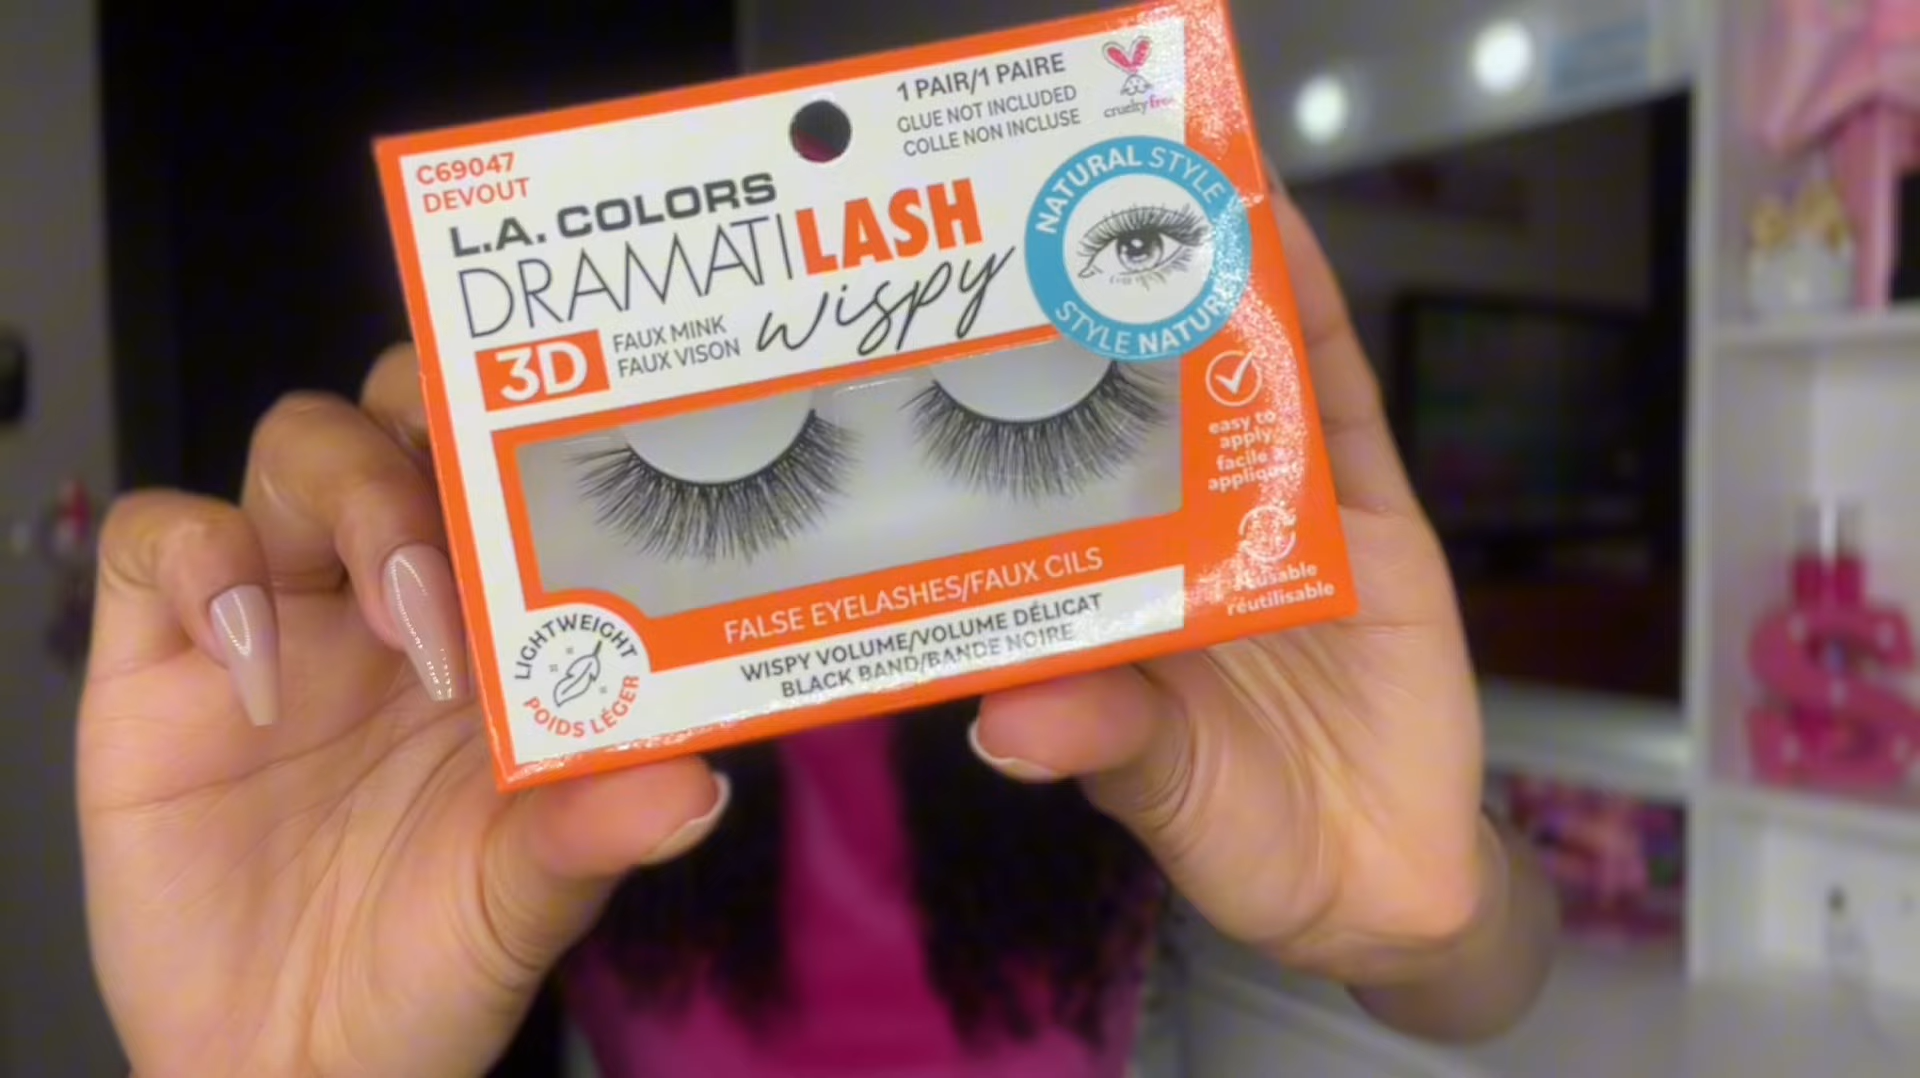 C69047
DEVOUT
1 PAIR/1 PAIRE
GLUE NOT INCLUDED
COLLE NON INCLUSE
cruelty free
L.A. COLORS
DRAMATILASH
wispy
3D
FAUX MINK
FAUX VISON
NATURAL STYLE
STYLE NATUREL
easy to
apply
facile à
appliquer
reusable
réutilisable
FALSE EYELASHES/FAUX CILS
WISPY VOLUME/VOLUME DÉLICAT
BLACK BAND/BANDE NOIRE
LIGHTWEIGHT
POIDS LÉGER